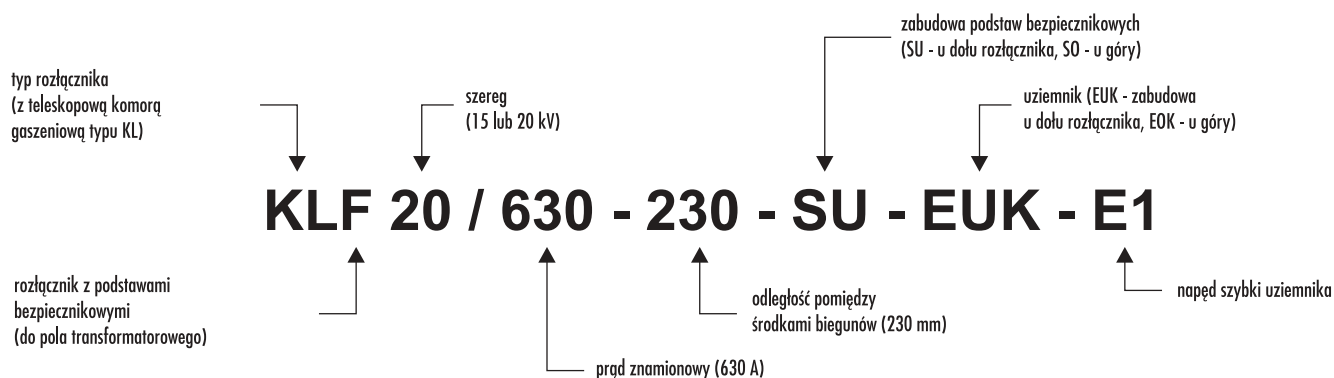 zabudowa podstaw bezpiecznikowych
(SU - u dołu rozłącznika, SO - u góry)
typ rozłącznika
(z teleskopową komorą
gaszeniową typu KL)
szereg
(15 lub 20 kV)
uziemnik (EUK - zabudowa
u dołu rozłącznika, EOK - u góry)
KLF 20 / 630 - 230 - SU - EUK - E1
rozłącznik z podstawami
bezpiecznikowymi
(do pola transformatorowego)
odległość pomiędzy
środkami biegunów (230 mm)
napęd szybki uziemnika
prąd znamionowy (630 A)